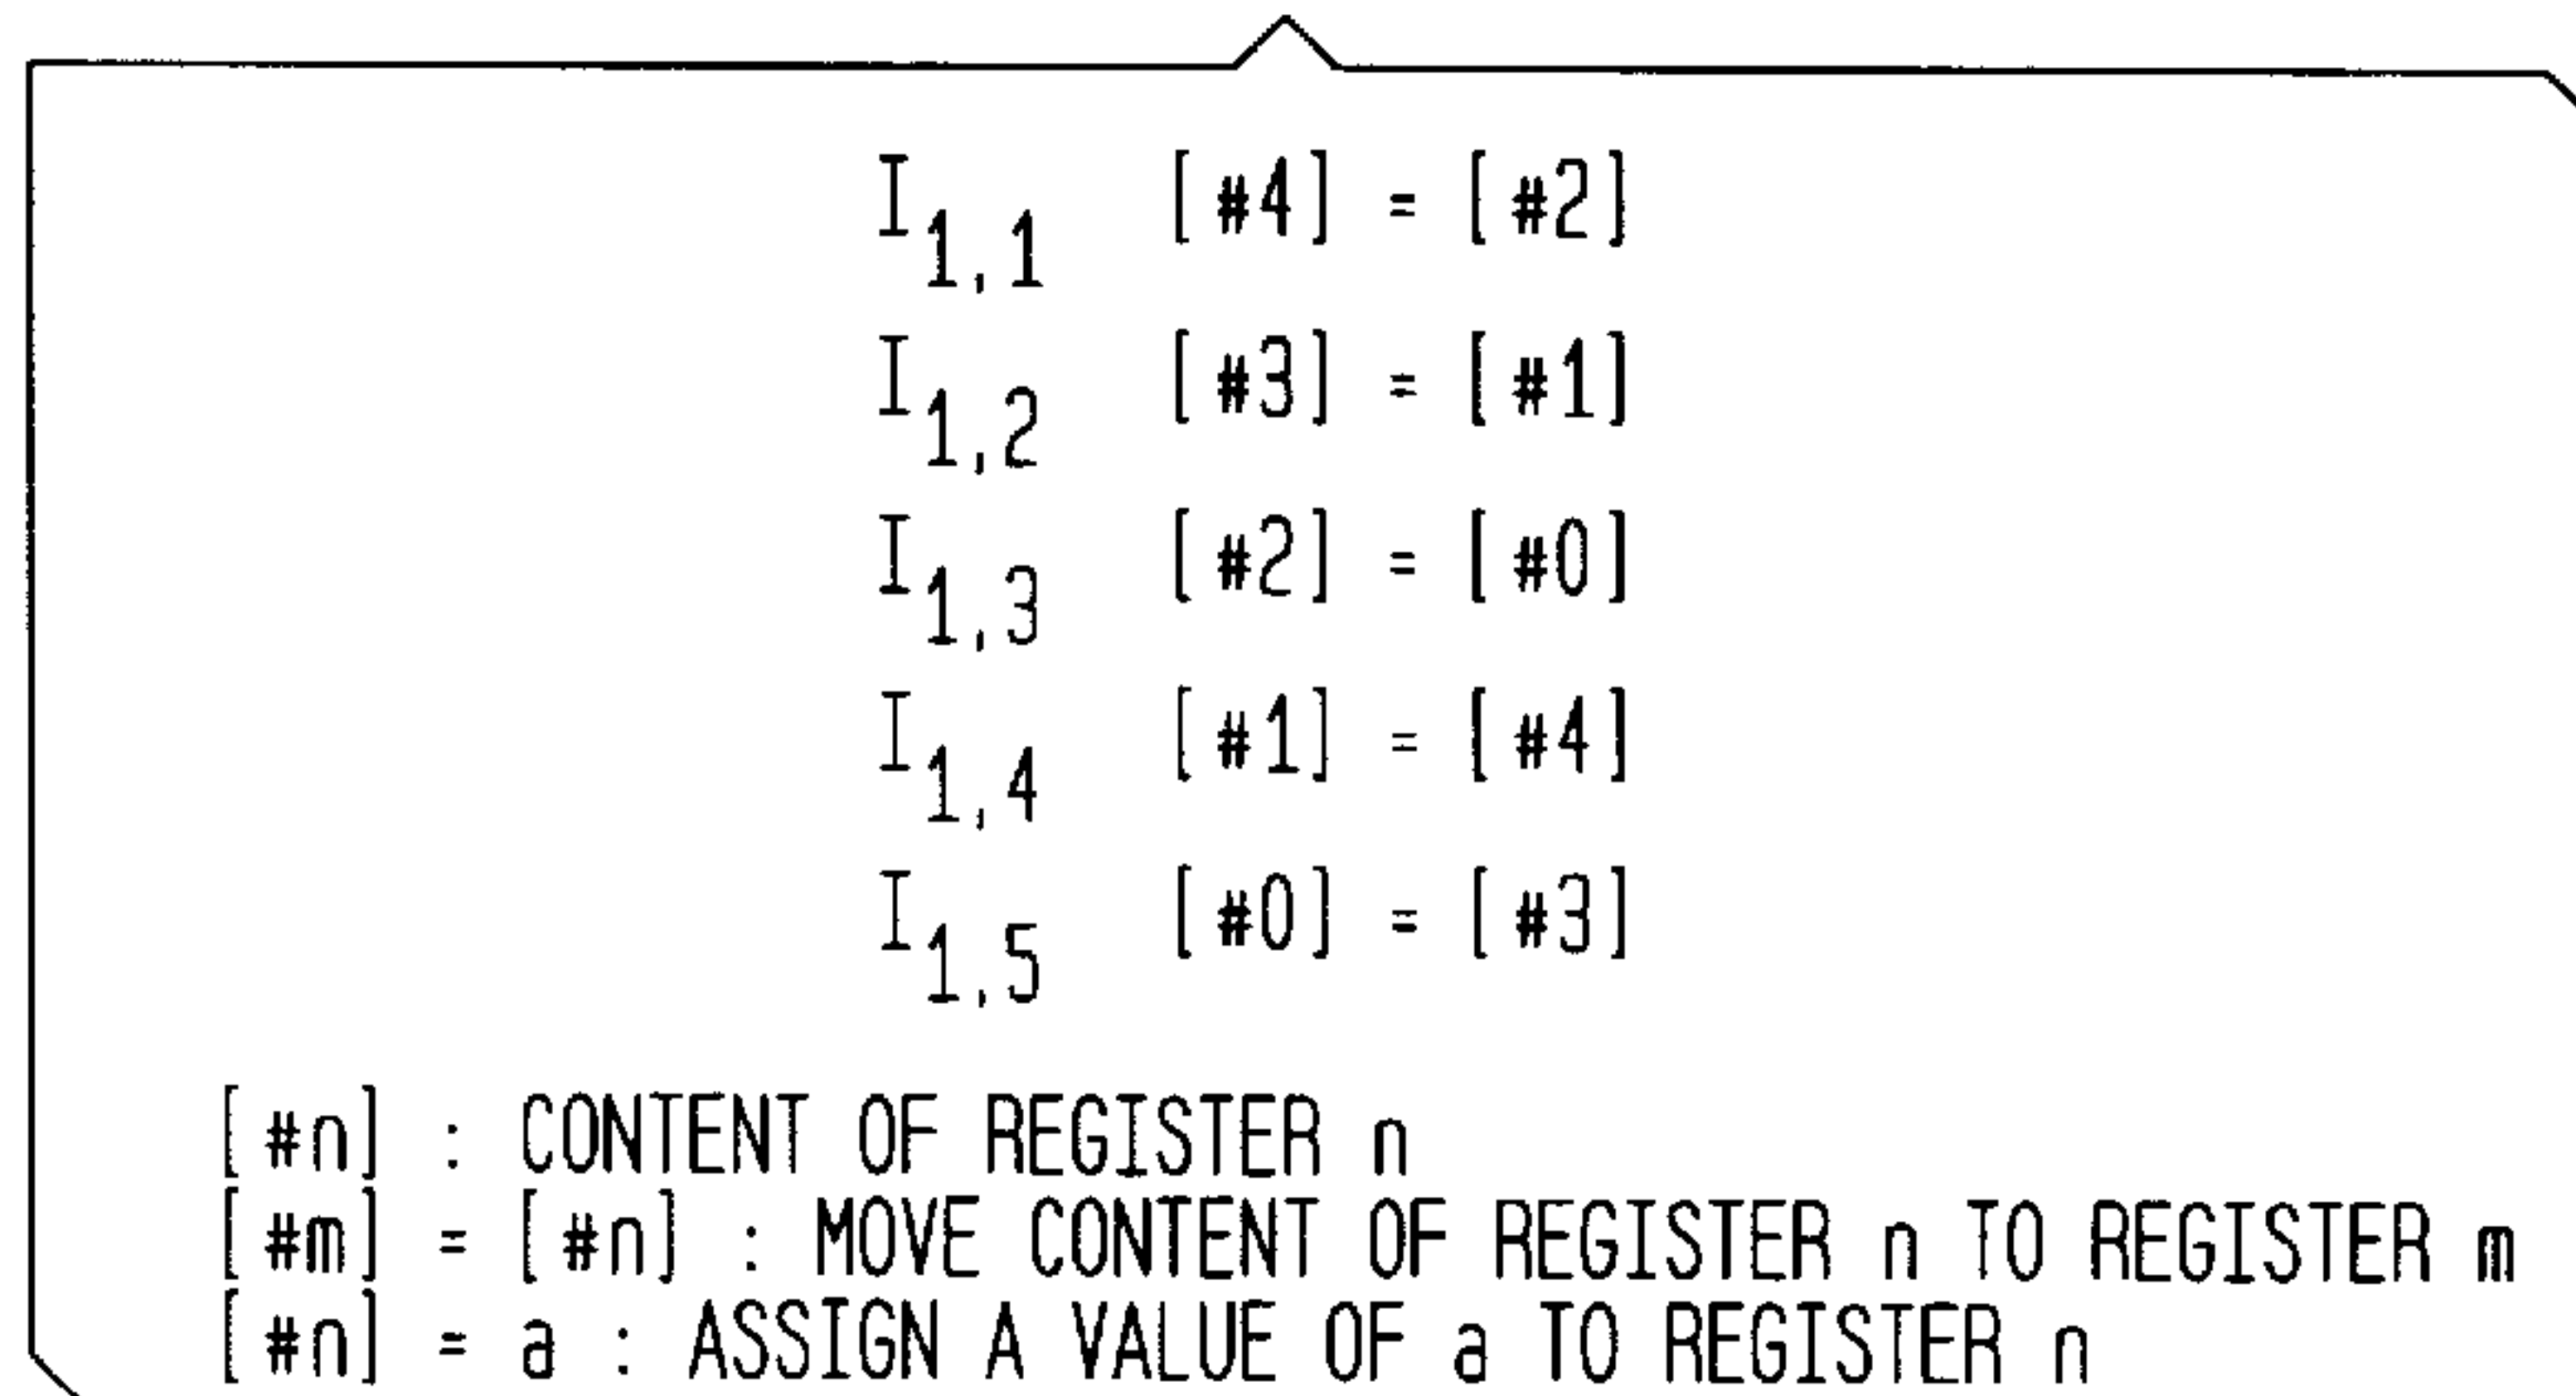 I1,1 [#4] = [#2]
I1,2 [#3] = [#1]
I1,3 [#2] = [#0]
I1,4 [#1] = [#4]
I1,5 [#0] = [#3]
[#n] : CONTENT OF REGISTER n
[#m] = [#n] : MOVE CONTENT OF REGISTER n TO REGISTER m
[#n] = a : ASSIGN A VALUE OF a TO REGISTER n